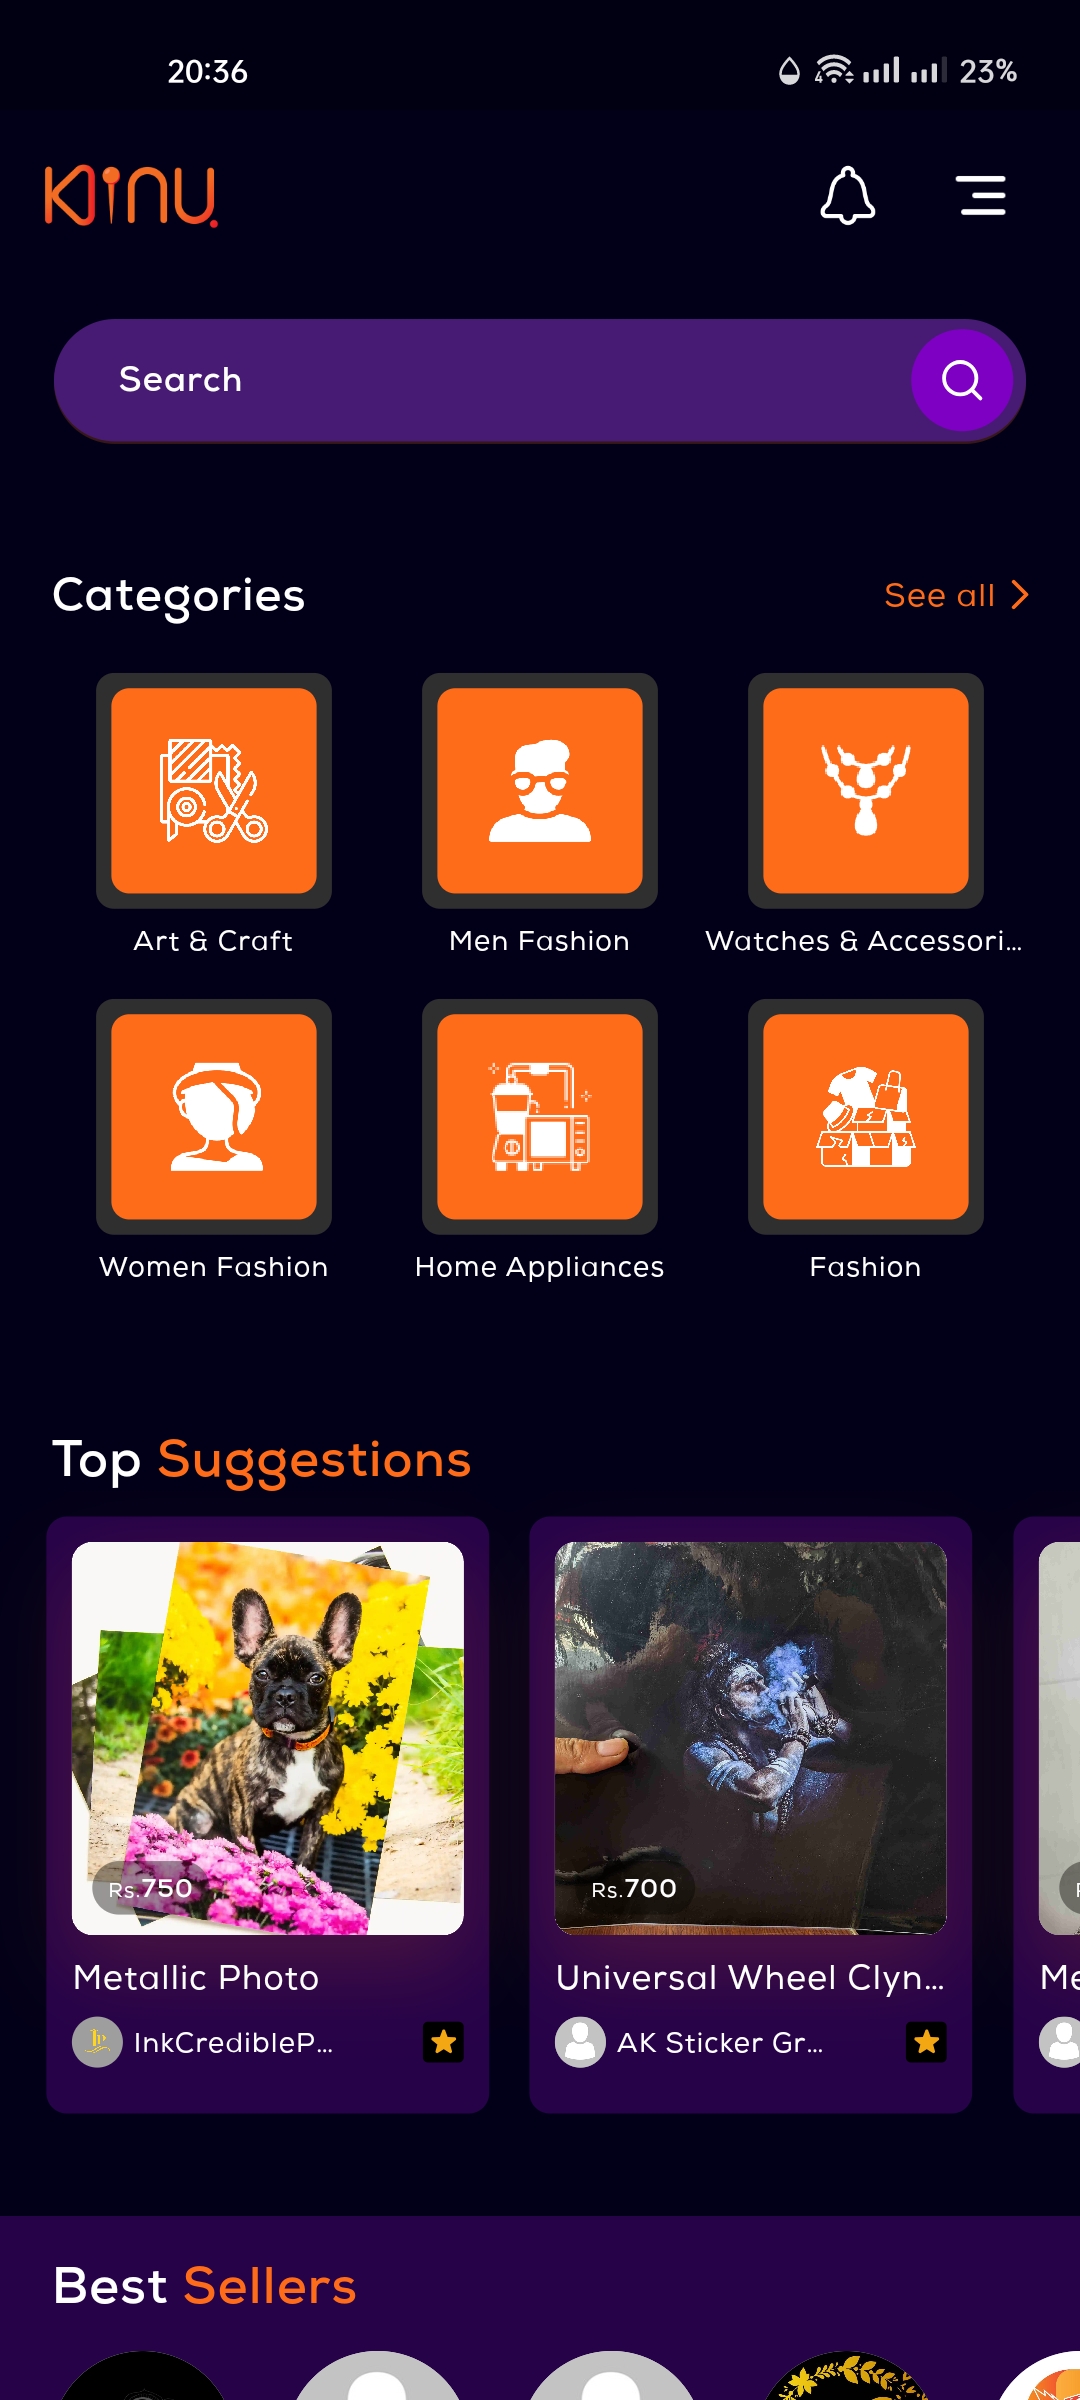 20:36
4
23%
Kinu.
Search
Categories
See all
Art & Craft
Men Fashion
Watches & Accessori...
Women Fashion
Home Appliances
Fashion
Top Suggestions
Rs.750
Rs.700
Metallic Photo
Universal Wheel Clyn...
Me
InkCredibleP...
AK Sticker Gr...
Best Sellers